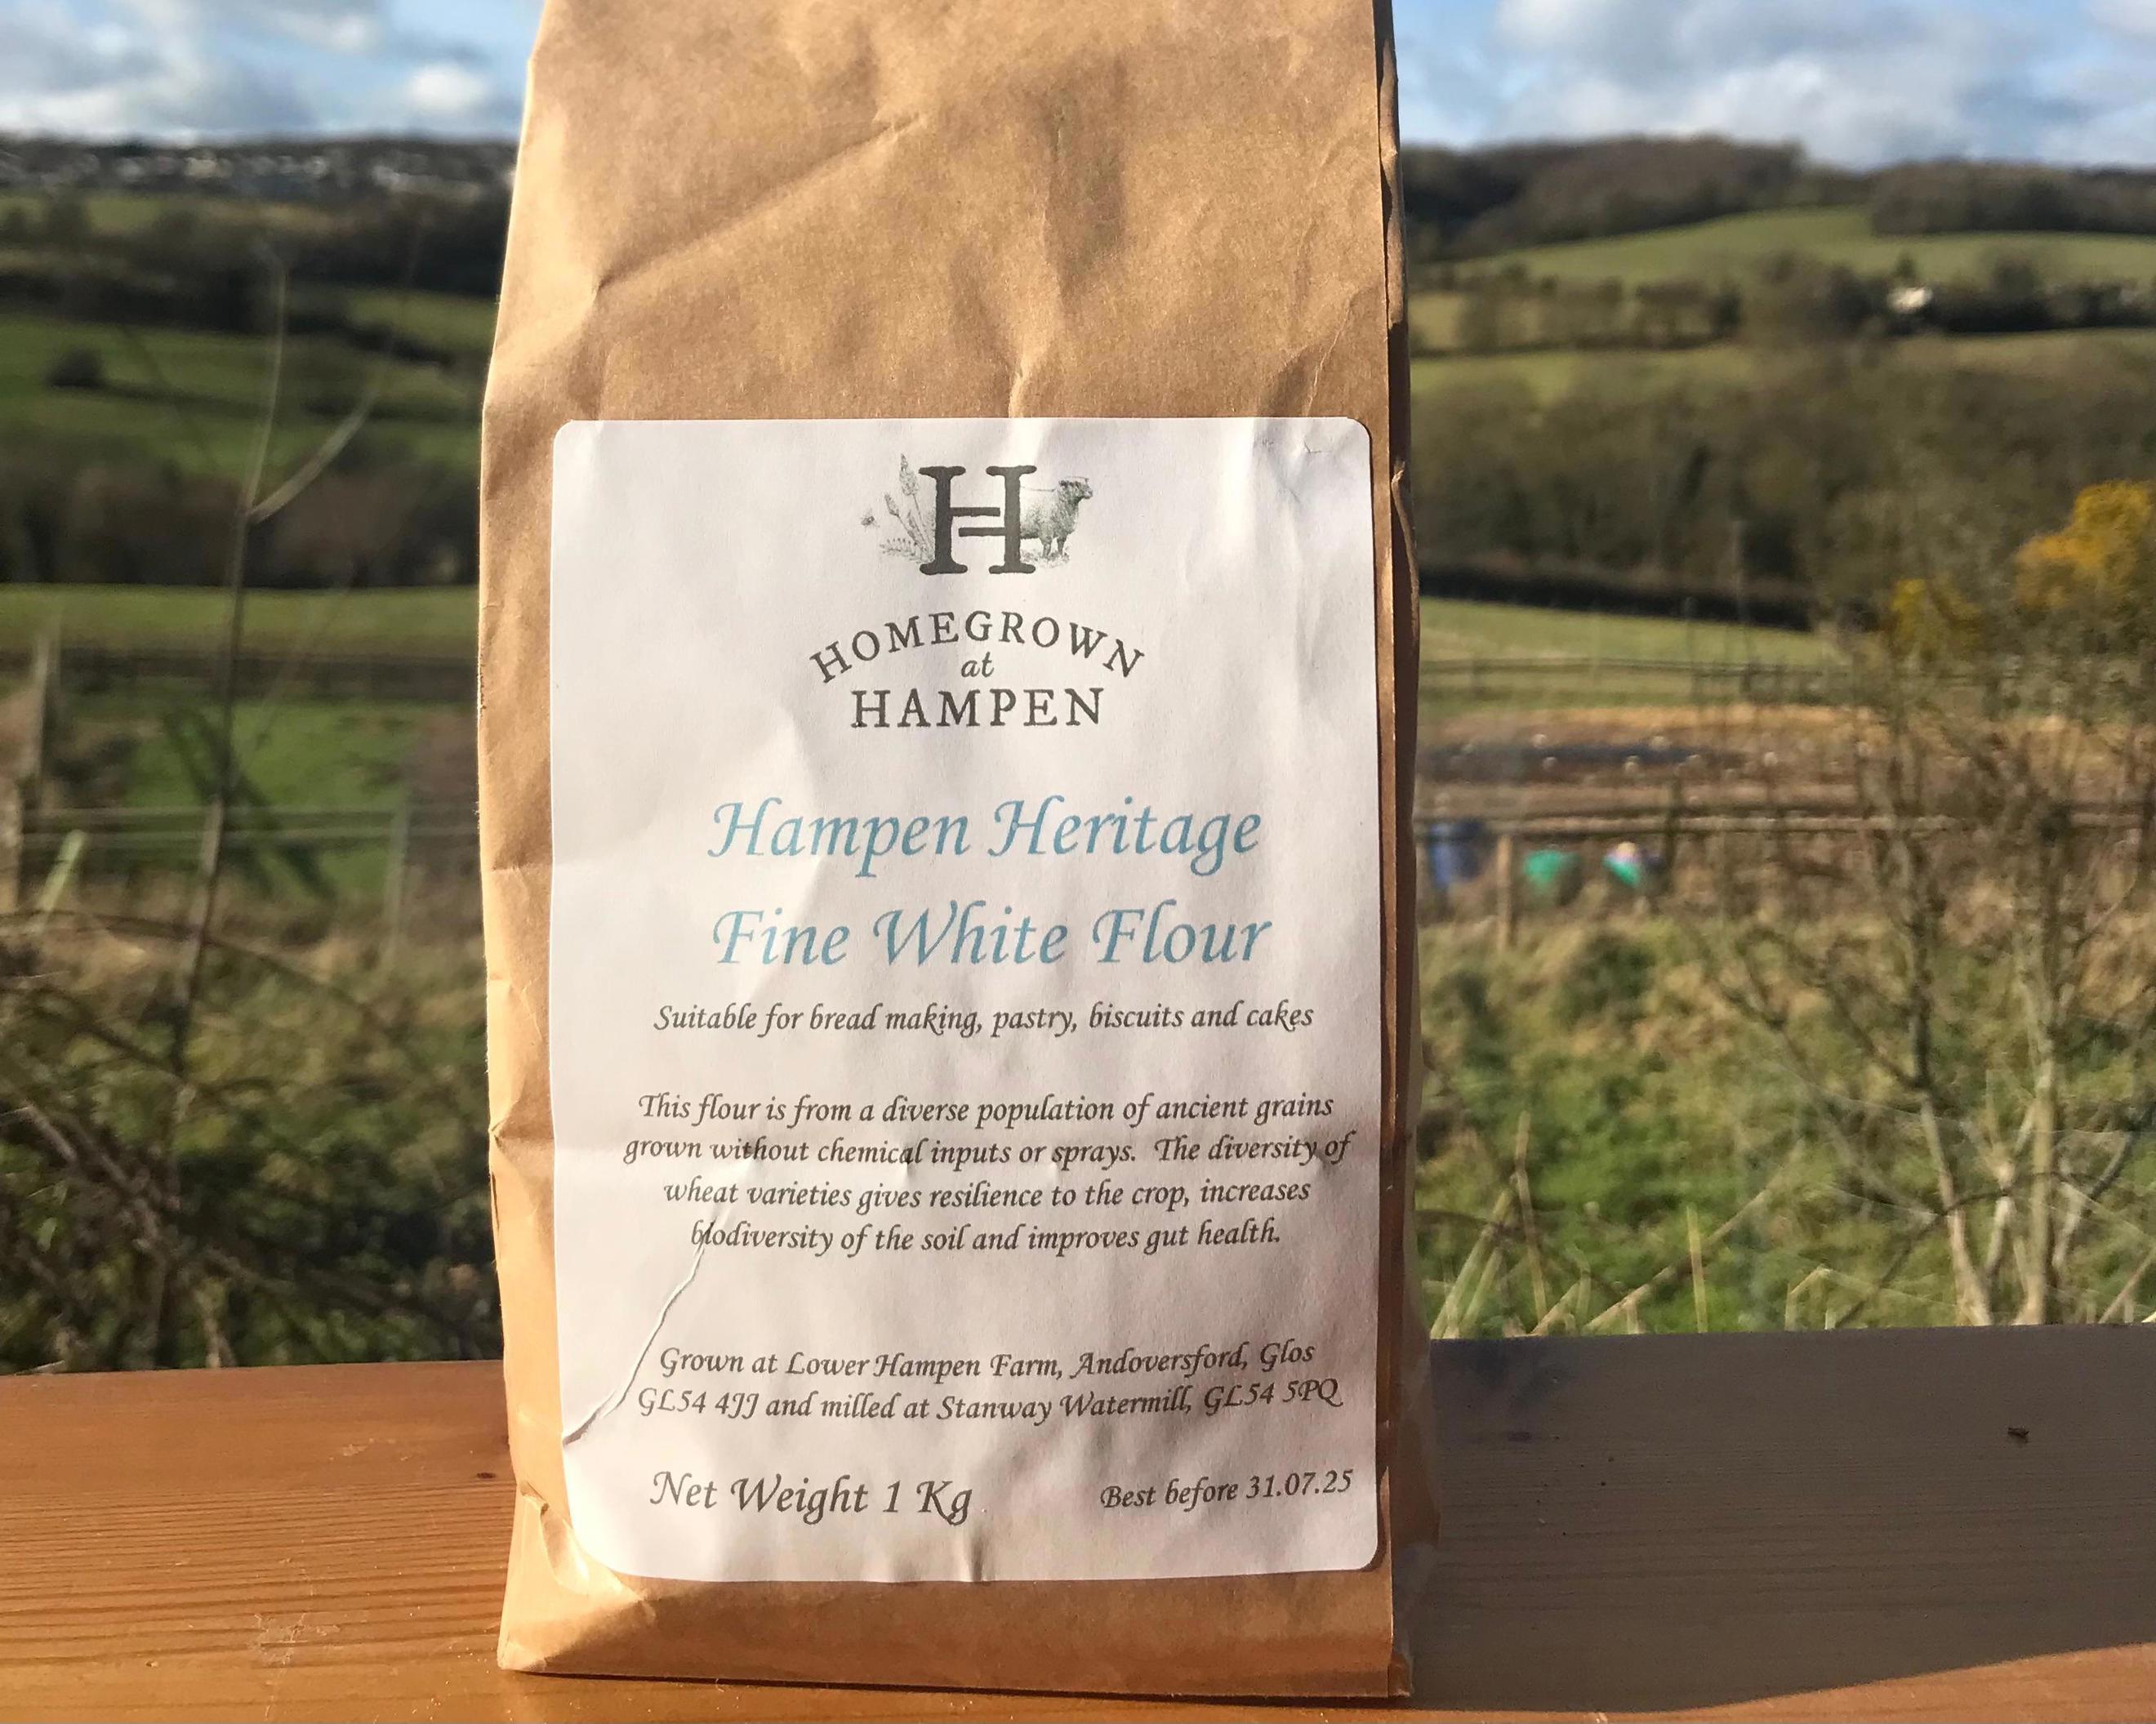 H
HOMEGROWN
at
HAMPEN
Hampen Heritage
Fine White Flour
Suitable for bread making, pastry, biscuits and cakes
This flour is from a diverse population of ancient grains
grown without chemical inputs or sprays. The diversity of
wheat varieties gives resilience to the crop, increases
biodiversity of the soil and improves gut health.
Grown at Lower Hampen Farm, Andoversford, Glos
GL54 4JJ and milled at Stanway Watermill, GL54 5PQ
Net Weight 1 Kg
Best before 31.07.25